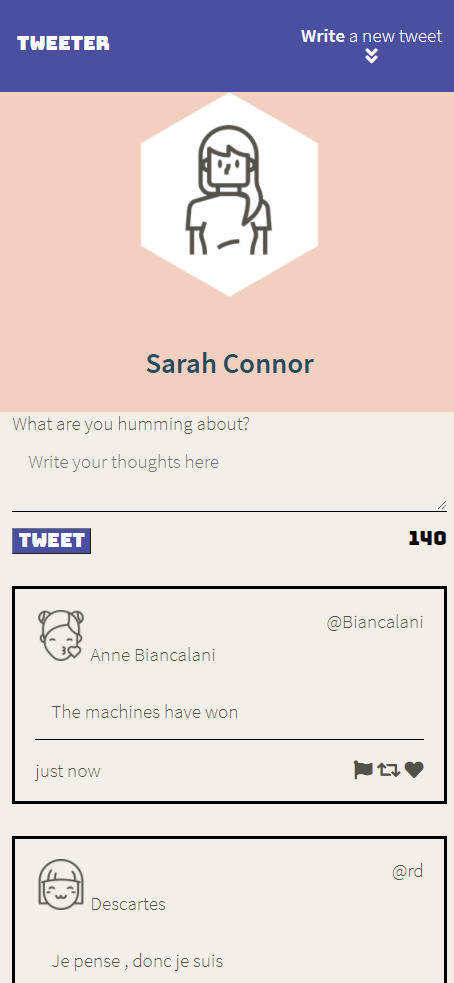 TWEETER
Write a new tweet
Sarah Connor
What are you humming about?
Write your thoughts here
TWEET
140
@Biancalani
Anne Biancalani
The machines have won
just now
@rd
Descartes
Je pense , donc je suis